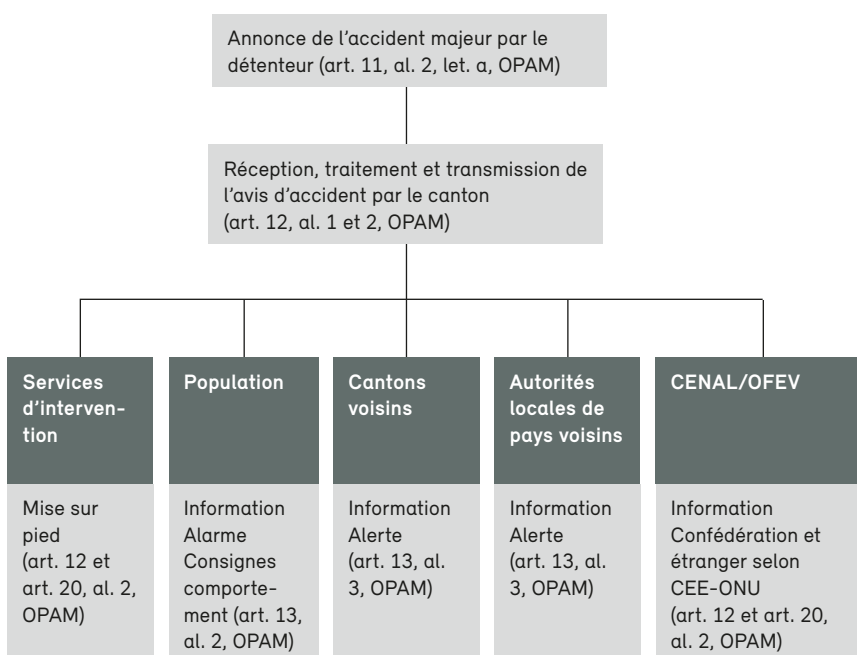 Annonce de l'accident majeur par le
détenteur (art. 11, al. 2, let. a, OPAM)
Réception, traitement et transmission de
l'avis d'accident par le canton
(art. 12, al. 1 et 2, OPAM)
Services
d'interven-
tion
Mise sur
pied
(art. 12 et
art. 20, al. 2,
OPAM)
Population
Information
Alarme
Consignes
comporte-
ment (art. 13,
al. 2, OPAM)
Cantons
voisins
Information
Alerte
(art. 13, al.
3, OPAM)
Autorités
locales de
pays voisins
Information
Alerte
(art. 13, al.
3, OPAM)
CENAL/OFEV
Information
Confédération et
étranger selon
CEE-ONU
(art. 12 et art. 20,
al. 2, OPAM)